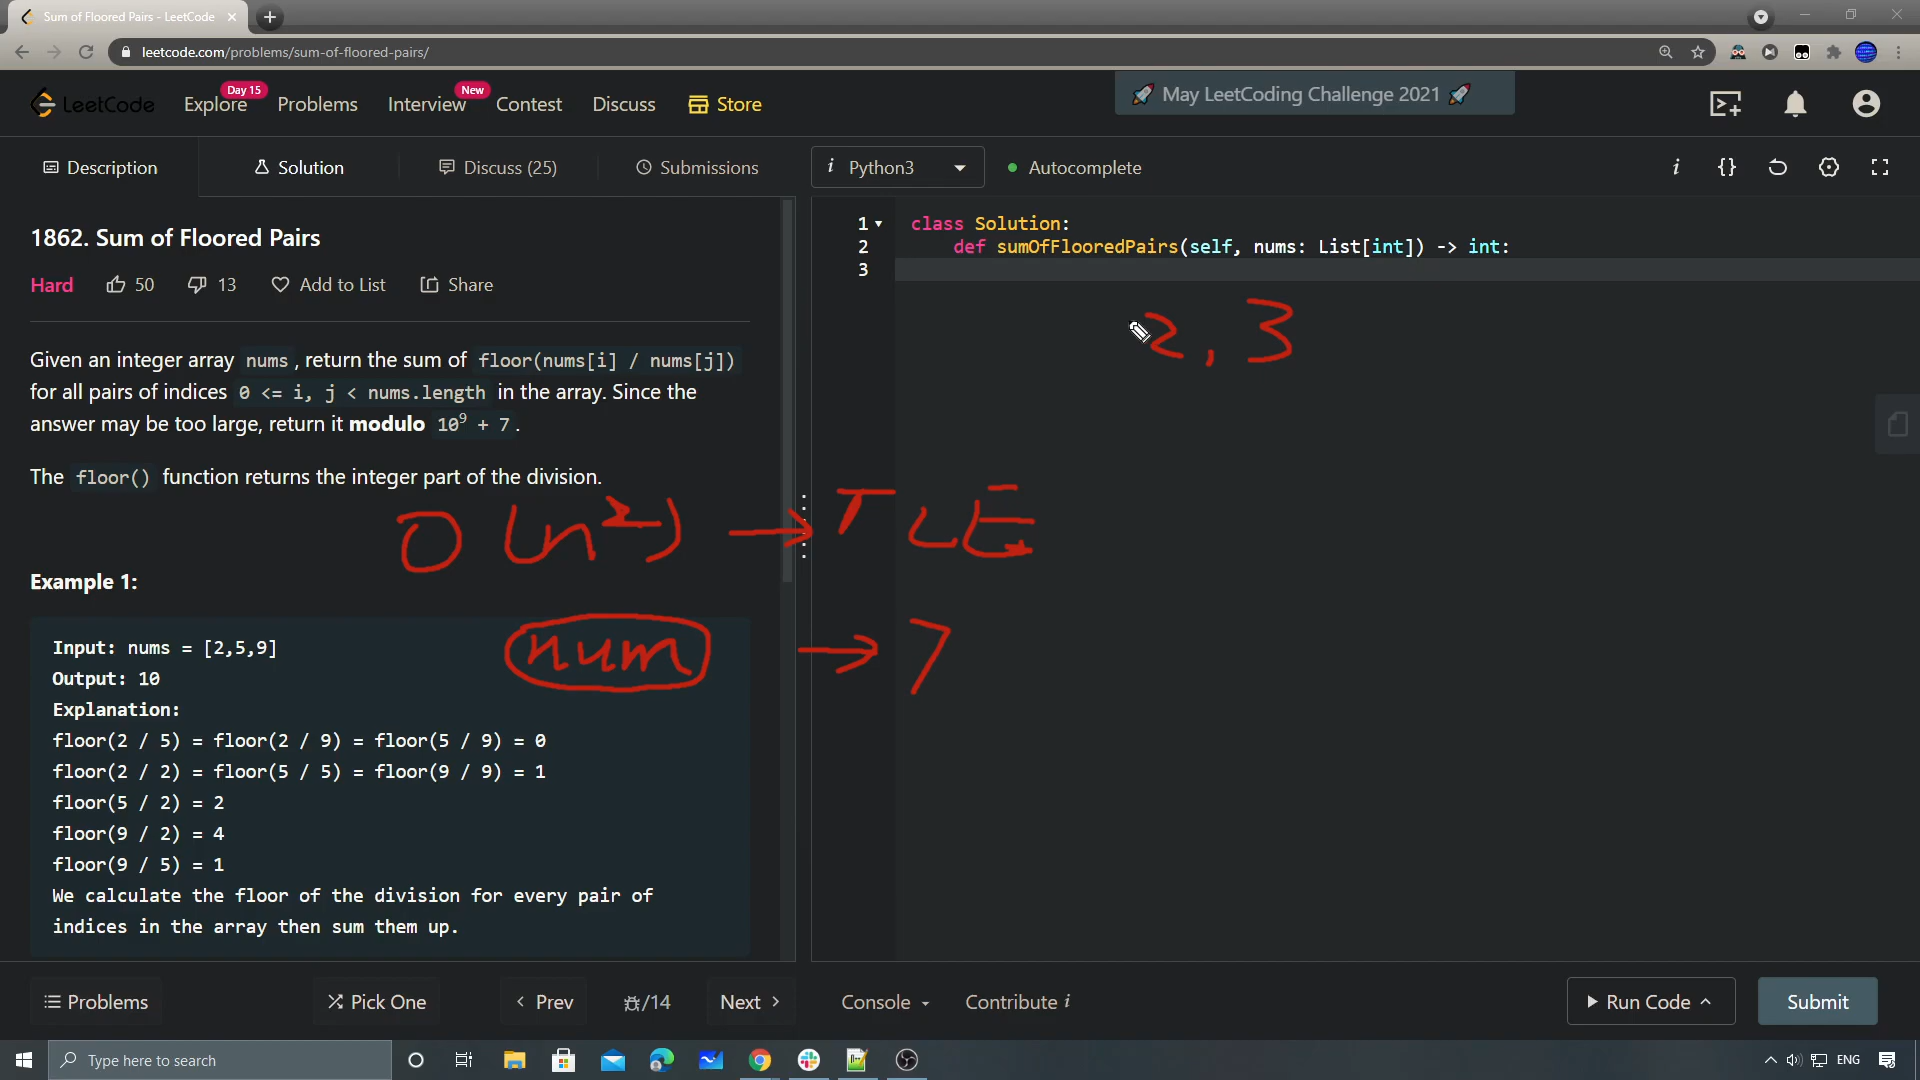 Sum of Floored Pairs - LeetCode
leetcode.com/problems/sum-of-floored-pairs/
LeetCode Explore Day 15 Problems Interview New Contest Discuss Store
🚀 May LeetCoding Challenge 2021 🚀
Description Solution Discuss (25) Submissions
i Python3 Autocomplete i {}
1862. Sum of Floored Pairs
Hard 50 13 Add to List Share
Given an integer array nums, return the sum of floor(nums[i] / nums[j])
for all pairs of indices 0 <= i, j < nums.length in the array. Since the
answer may be too large, return it modulo 10⁹ + 7.
The floor() function returns the integer part of the division.
O(n²) → TLE
Example 1:
Input: nums = [2,5,9]
Output: 10
Explanation:
floor(2 / 5) = floor(2 / 9) = floor(5 / 9) = 0
floor(2 / 2) = floor(5 / 5) = floor(9 / 9) = 1
floor(5 / 2) = 2
floor(9 / 2) = 4
floor(9 / 5) = 1
We calculate the floor of the division for every pair of
indices in the array then sum them up.
num → 7
1 class Solution:
2 def sumOfFlooredPairs(self, nums: List[int]) -> int:
3
2, 3
Problems Pick One Prev /14 Next Console Contribute i Run Code Submit
Type here to search
ENG